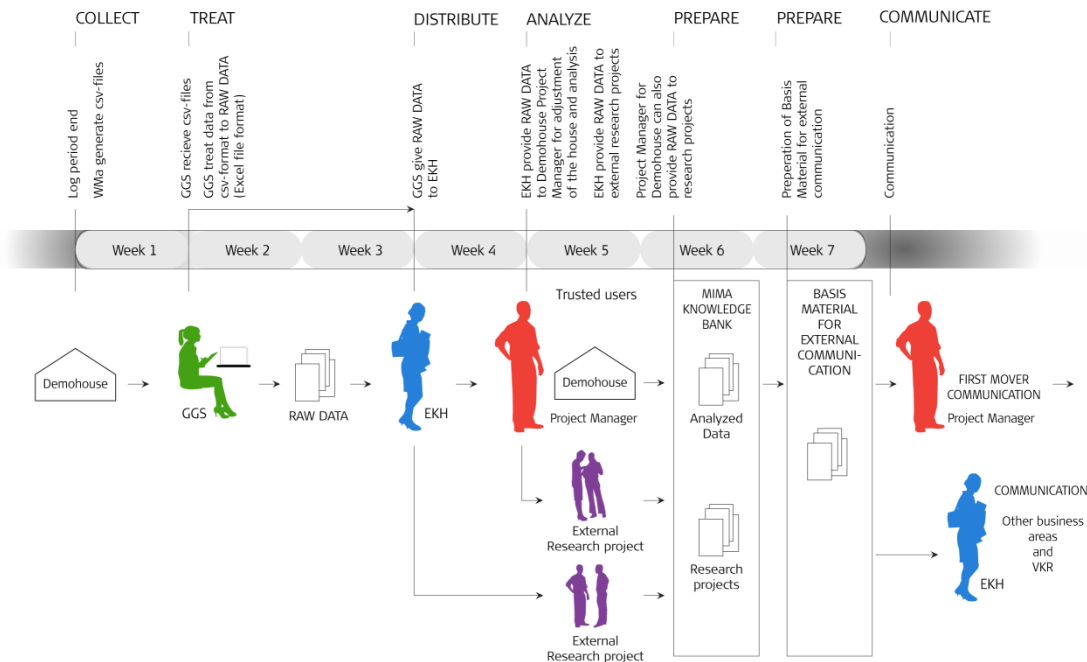 COLLECT
TREAT
DISTRIBUTE
ANALYZE
PREPARE
PREPARE
COMMUNICATE
Log period end
WMa generate csv-files
GGS recieve csv-files
GGS treat data from
csv-format to RAW DATA
(Excel file format)
GGS give RAW DATA
to EKH
EKH provide RAW DATA
to Demohouse Project
Manager for adjustment
of the house and analysis
EKH provide RAW DATA to
external research projects
Project Manager for
Demohouse can also
provide RAW DATA to
research projects
Preperation of Basis
Material for external
communication
Communication
Week 1
Week 2
Week 3
Week 4
Week 5
Week 6
Week 7
Trusted users
MIMA
KNOWLEDGE
BANK
BASIS
MATERIAL
FOR
EXTERNAL
COMMUNI-
CATION
Demohouse
GGS
RAW DATA
EKH
Demohouse
Project Manager
Analyzed
Data
FIRST MOVER
COMMUNICATION
Project Manager
External
Research project
Research
projects
External
Research project
COMMUNICATION
Other business
areas
and
VKR
EKH